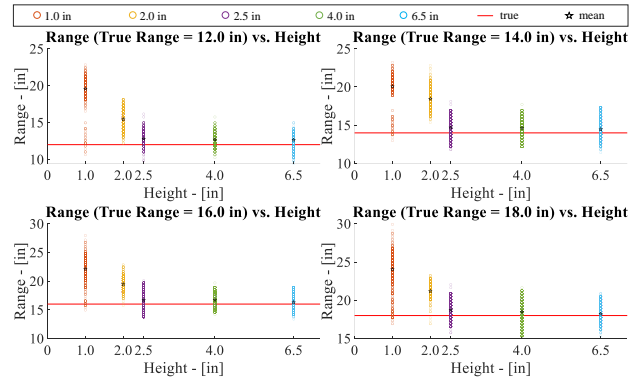 1.0 in 2.0 in 2.5 in 4.0 in 6.5 in true mean
Range (True Range = 12.0 in) vs. Height
Range (True Range = 14.0 in) vs. Height
25
20
15
10
Range - [in]
0 1.0 2.0 2.5 4.0 6.5
Height - [in]
25
20
15
10
Range - [in]
0 1.0 2.0 2.5 4.0 6.5
Height - [in]
Range (True Range = 16.0 in) vs. Height
Range (True Range = 18.0 in) vs. Height
30
25
20
15
10
Range - [in]
0 1.0 2.0 2.5 4.0 6.5
Height - [in]
30
25
20
15
Range - [in]
0 1.0 2.0 2.5 4.0 6.5
Height - [in]